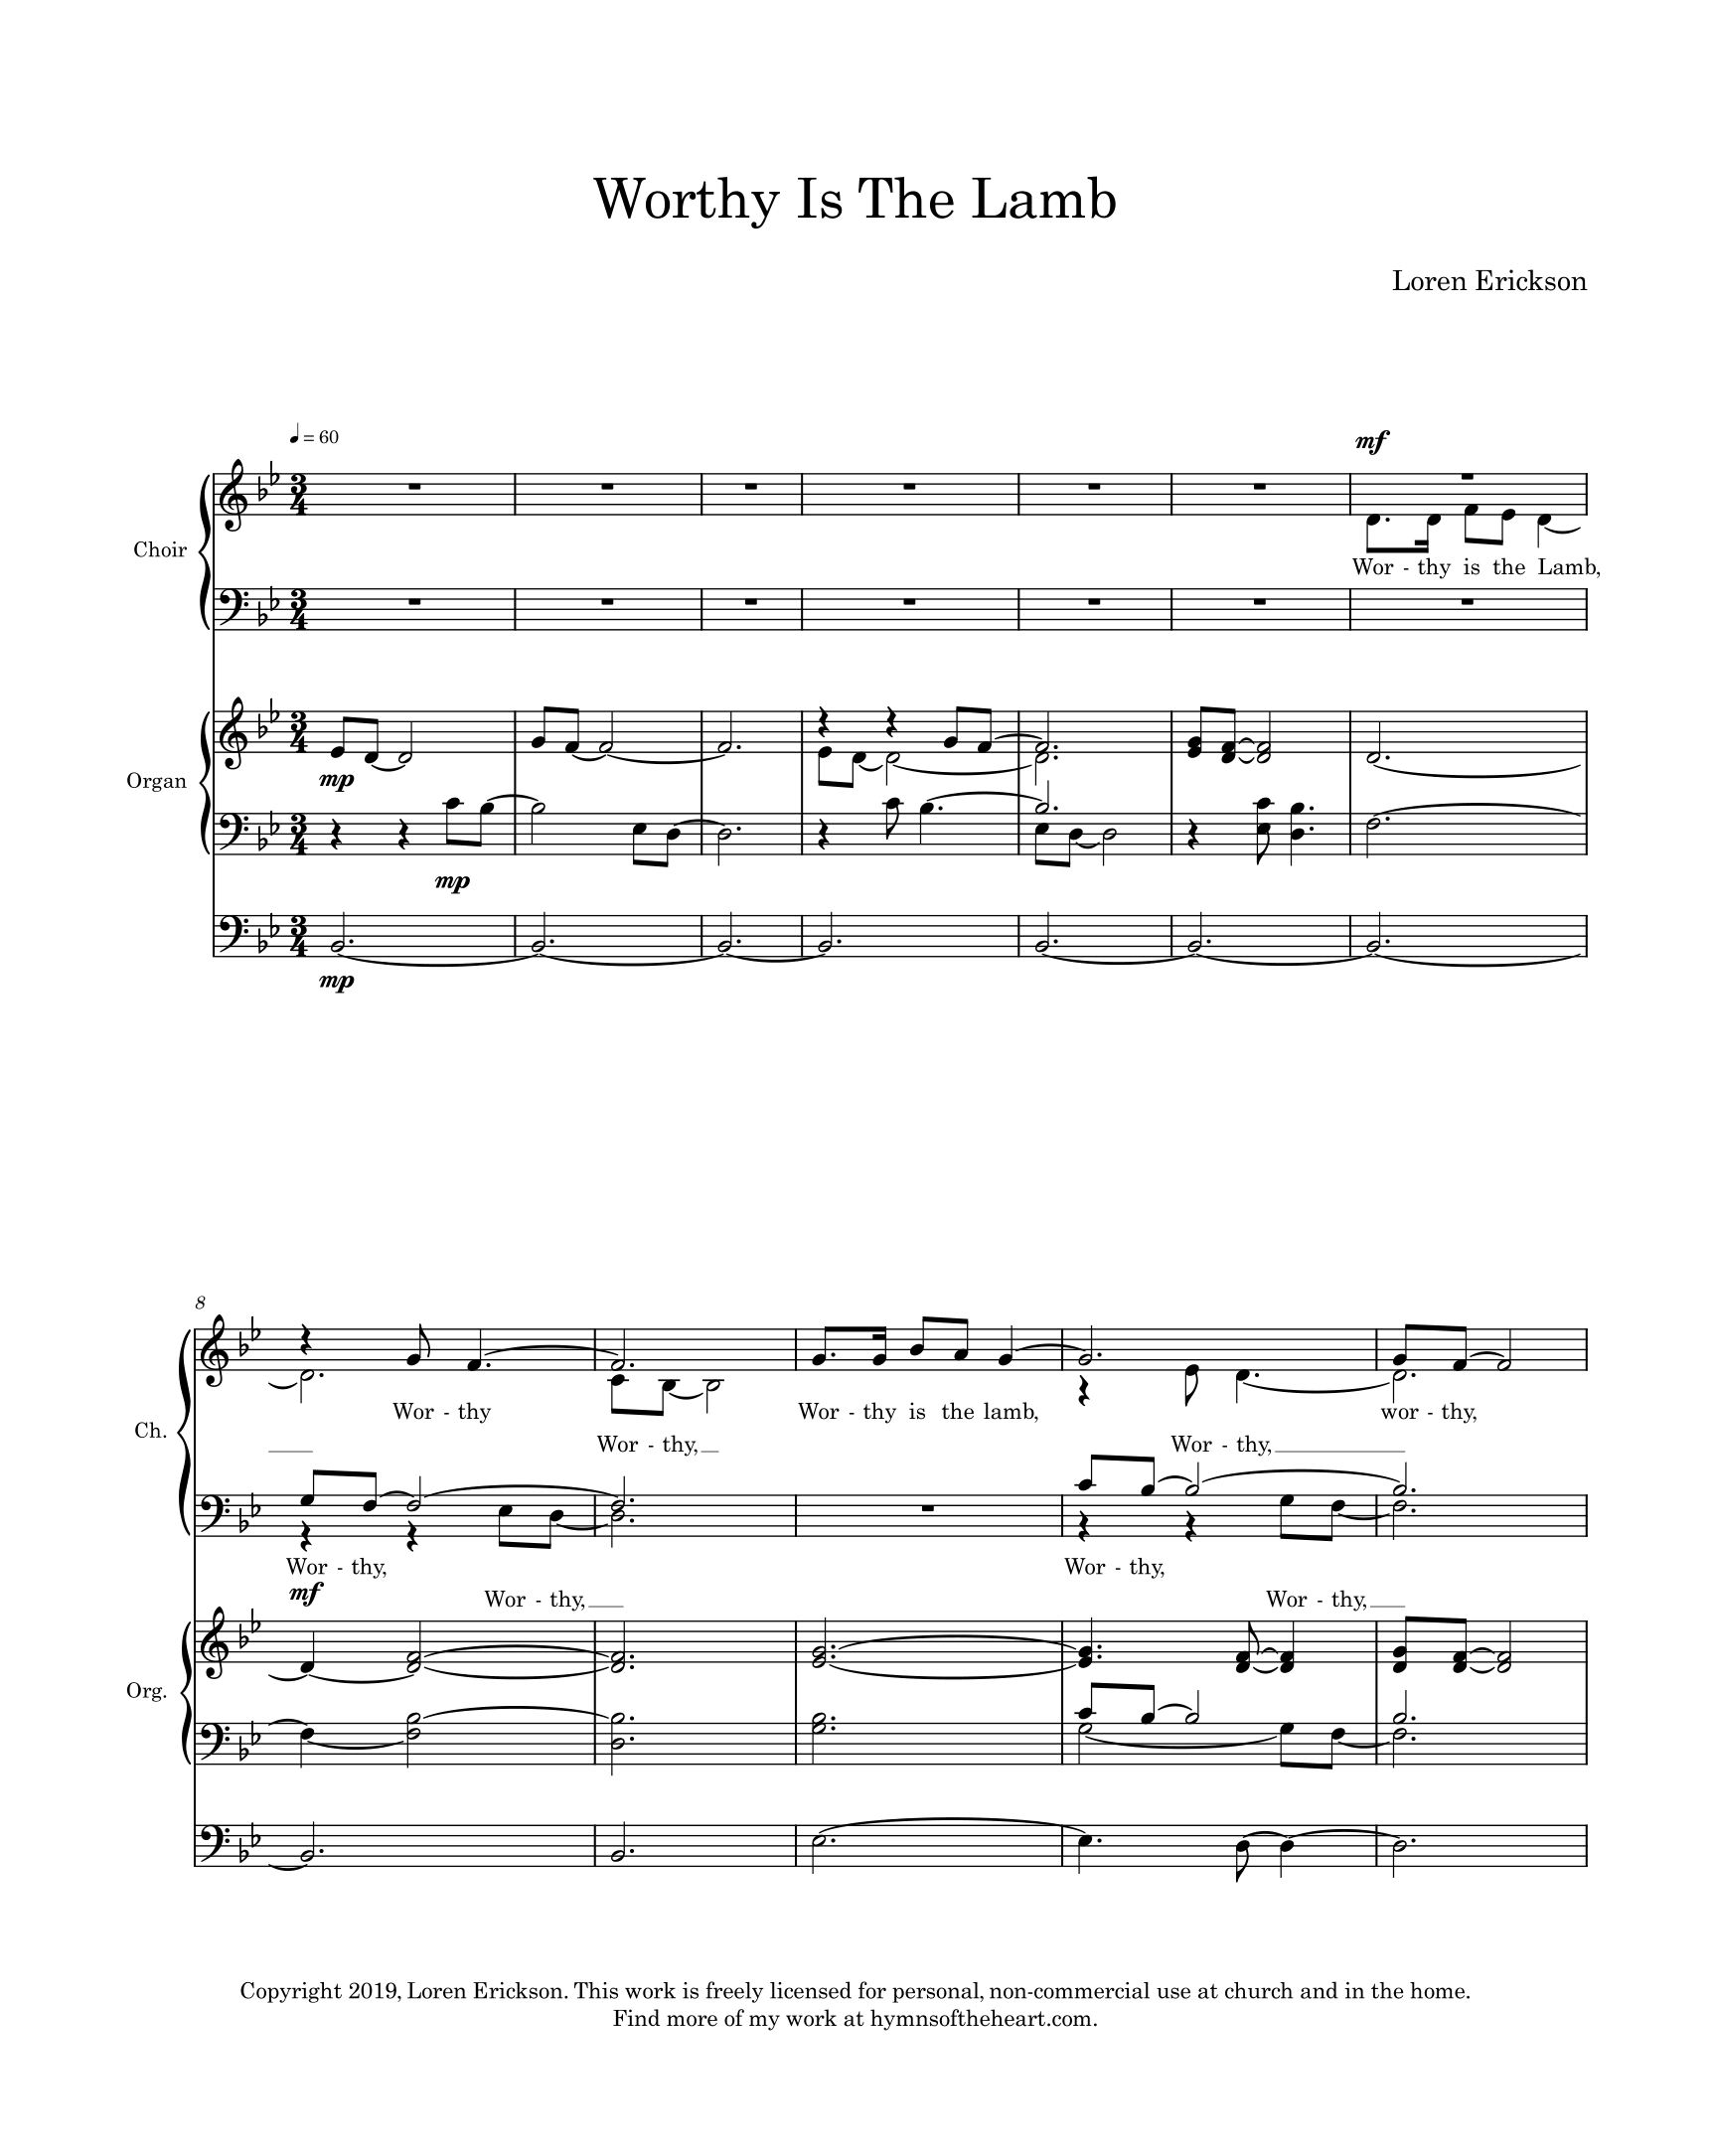 Worthy Is The Lamb
Loren Erickson
♩ = 60
mf
Choir
Wor - thy is the Lamb,
Organ
mp
mp
mp
8
Wor - thy Wor - thy is the lamb, wor - thy,
Ch.
Wor - thy, Wor - thy,
Wor - thy, Wor - thy,
mf
Wor - thy, Wor - thy,
Org.
Copyright 2019, Loren Erickson. This work is freely licensed for personal, non-commercial use at church and in the home.
Find more of my work at hymnsoftheheart.com.